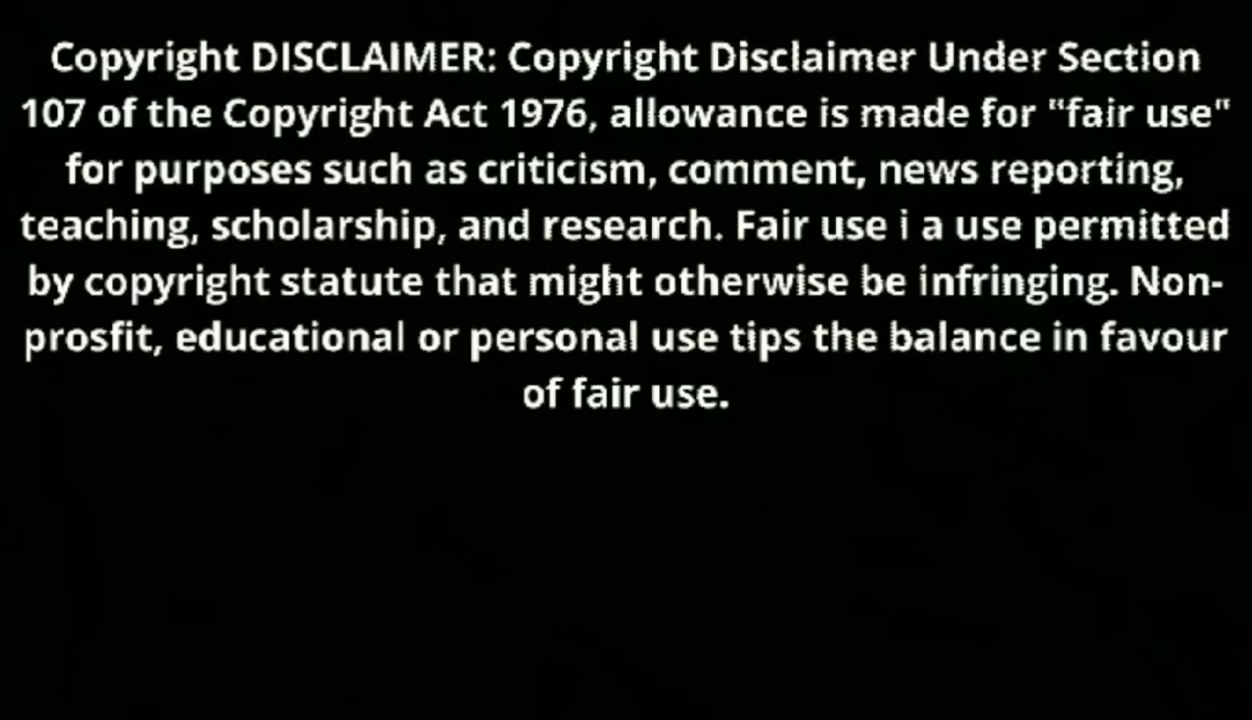 Copyright DISCLAIMER: Copyright Disclaimer Under Section
107 of the Copyright Act 1976, allowance is made for "fair use"
for purposes such as criticism, comment, news reporting,
teaching, scholarship, and research. Fair use i a use permitted
by copyright statute that might otherwise be infringing. Non-
prosfit, educational or personal use tips the balance in favour
of fair use.